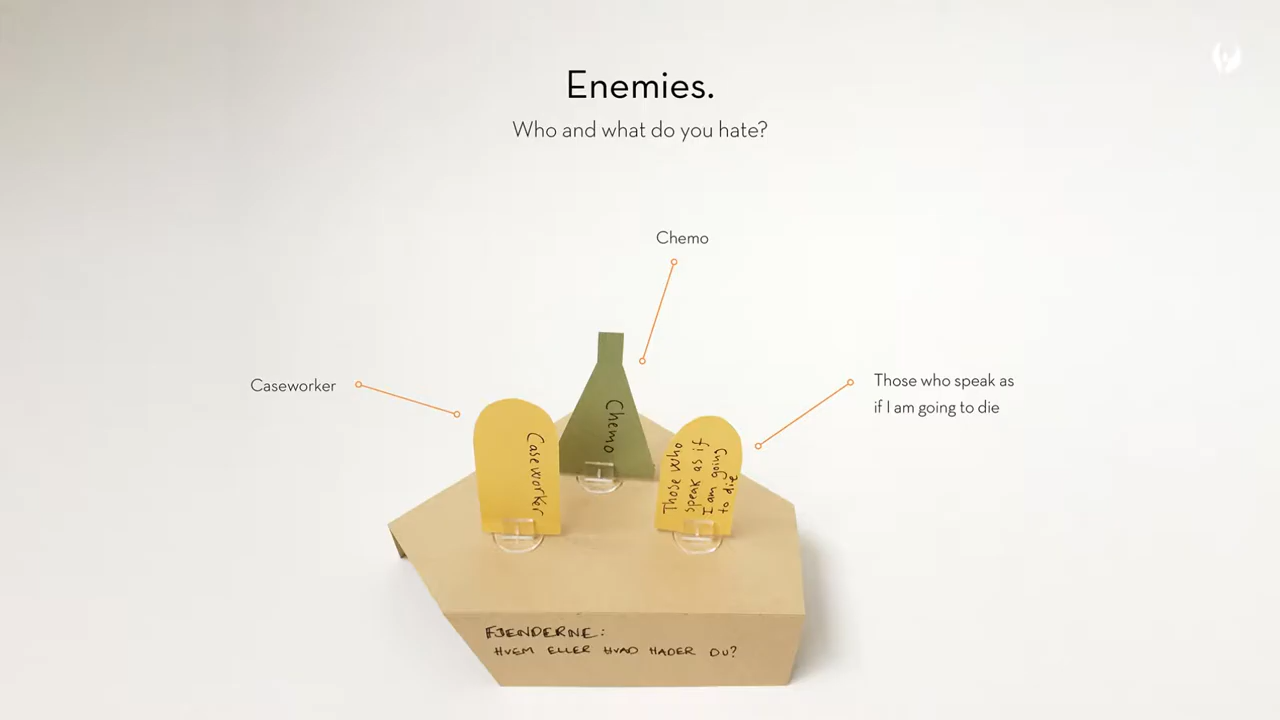 Enemies.
Who and what do you hate?
Chemo
Caseworker
Those who speak as
if I am going to die
Chemo
Caseworker
Those who
speak as if
I am going
to die
FJENDERNE:
HVEM ELLER HVAD HADER DU?